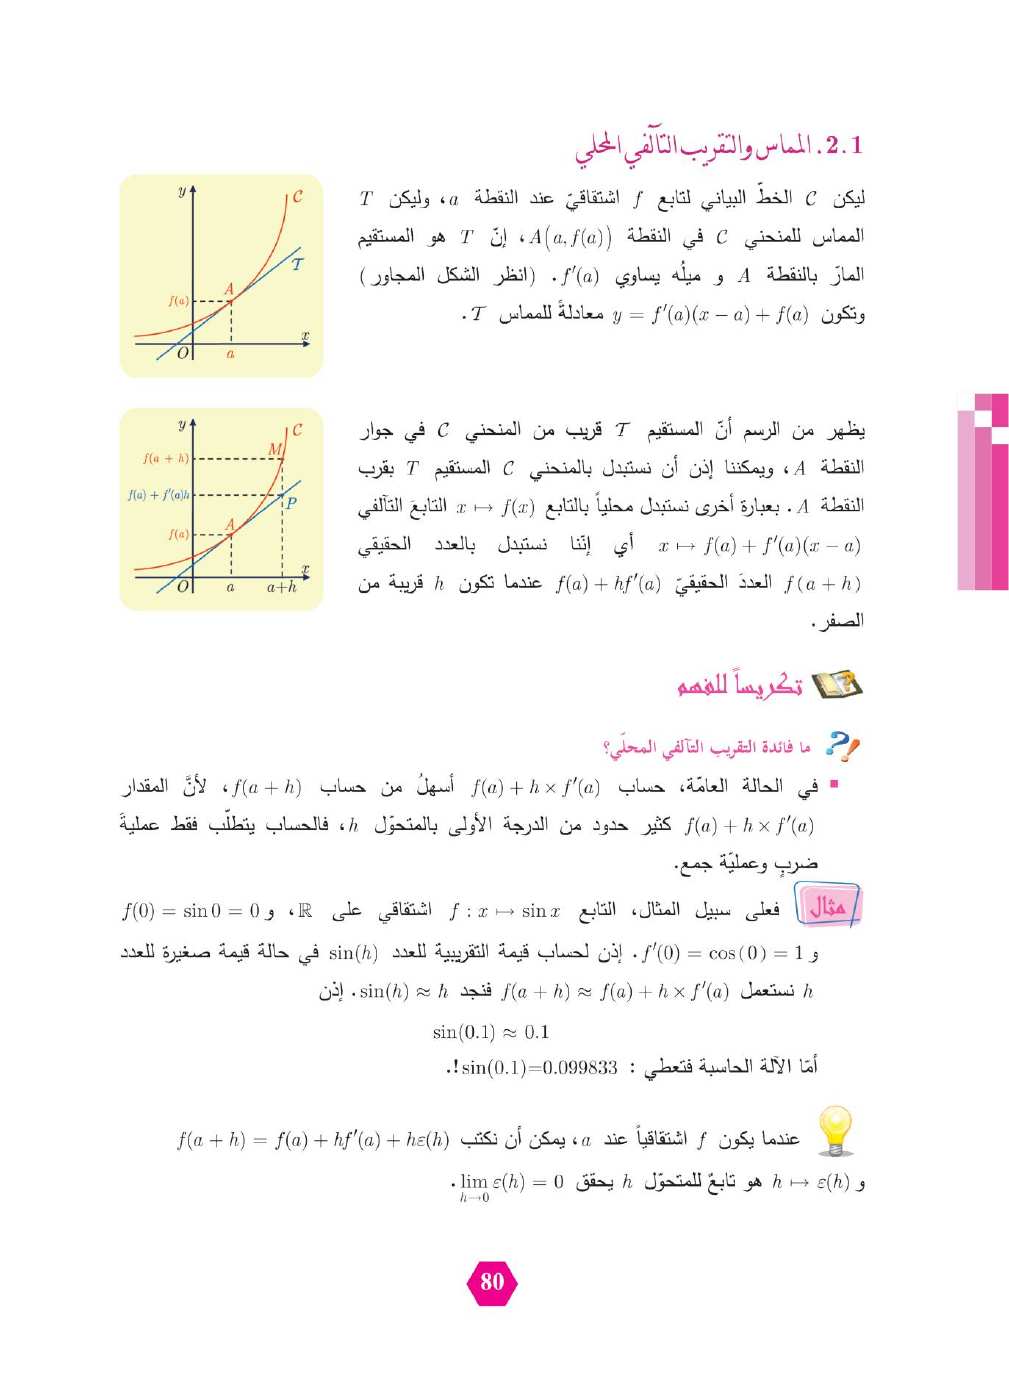 2.1. المماس والتقريب التآلفي المحلي
ليكن C الخطّ البياني لتابع f اشتقاقيّ عند النقطة a، وليكن T
المماس للمنحني C في النقطة A(a, f(a))، إنّ T هو المستقيم
المارّ بالنقطة A و ميلُه يساوي f′(a). (انظر الشكل المجاور)
وتكون y = f′(a)(x − a) + f(a) معادلةً للمماس T.
y
C
T
A
f(a)
x
O
a
يظهر من الرسم أنّ المستقيم T قريب من المنحني C في جوار
النقطة A، ويمكننا إذن أن نستبدل بالمنحني C المستقيم T بقرب
النقطة A. بعبارة أخرى نستبدل محلياً بالتابع x ↦ f(x) التابعَ التآلفي
x ↦ f(a) + f′(a)(x − a) أي إنّنا نستبدل بالعدد الحقيقي
f(a + h) العددَ الحقيقيّ f(a) + hf′(a) عندما تكون h قريبة من
الصفر.
y
C
M
f(a + h)
f(a) + f′(a)h
P
A
f(a)
x
O
a
a+h
تكريساً للفهم
ما فائدة التقريب التآلفي المحلّي؟
▪ في الحالة العامّة، حساب f(a) + h × f′(a) أسهلُ من حساب f(a + h)، لأنَّ المقدار
f(a) + h × f′(a) كثير حدود من الدرجة الأولى بالمتحوّل h، فالحساب يتطلّب فقط عمليةَ
ضربٍ وعمليّة جمع.
مثال فعلى سبيل المثال، التابع f : x ↦ sin x اشتقاقي على ℝ، و f(0) = sin 0 = 0
و f′(0) = cos(0) = 1. إذن لحساب قيمة التقريبية للعدد sin(h) في حالة قيمة صغيرة للعدد
h نستعمل f(a + h) ≈ f(a) + h × f′(a) فنجد sin(h) ≈ h. إذن
sin(0.1) ≈ 0.1
أمّا الآلة الحاسبة فتعطي : sin(0.1)=0.099833!.
عندما يكون f اشتقاقياً عند a، يمكن أن نكتب f(a + h) = f(a) + hf′(a) + hε(h)
و h ↦ ε(h) هو تابعٌ للمتحوّل h يحقق lim ε(h) = 0.
h→0
80